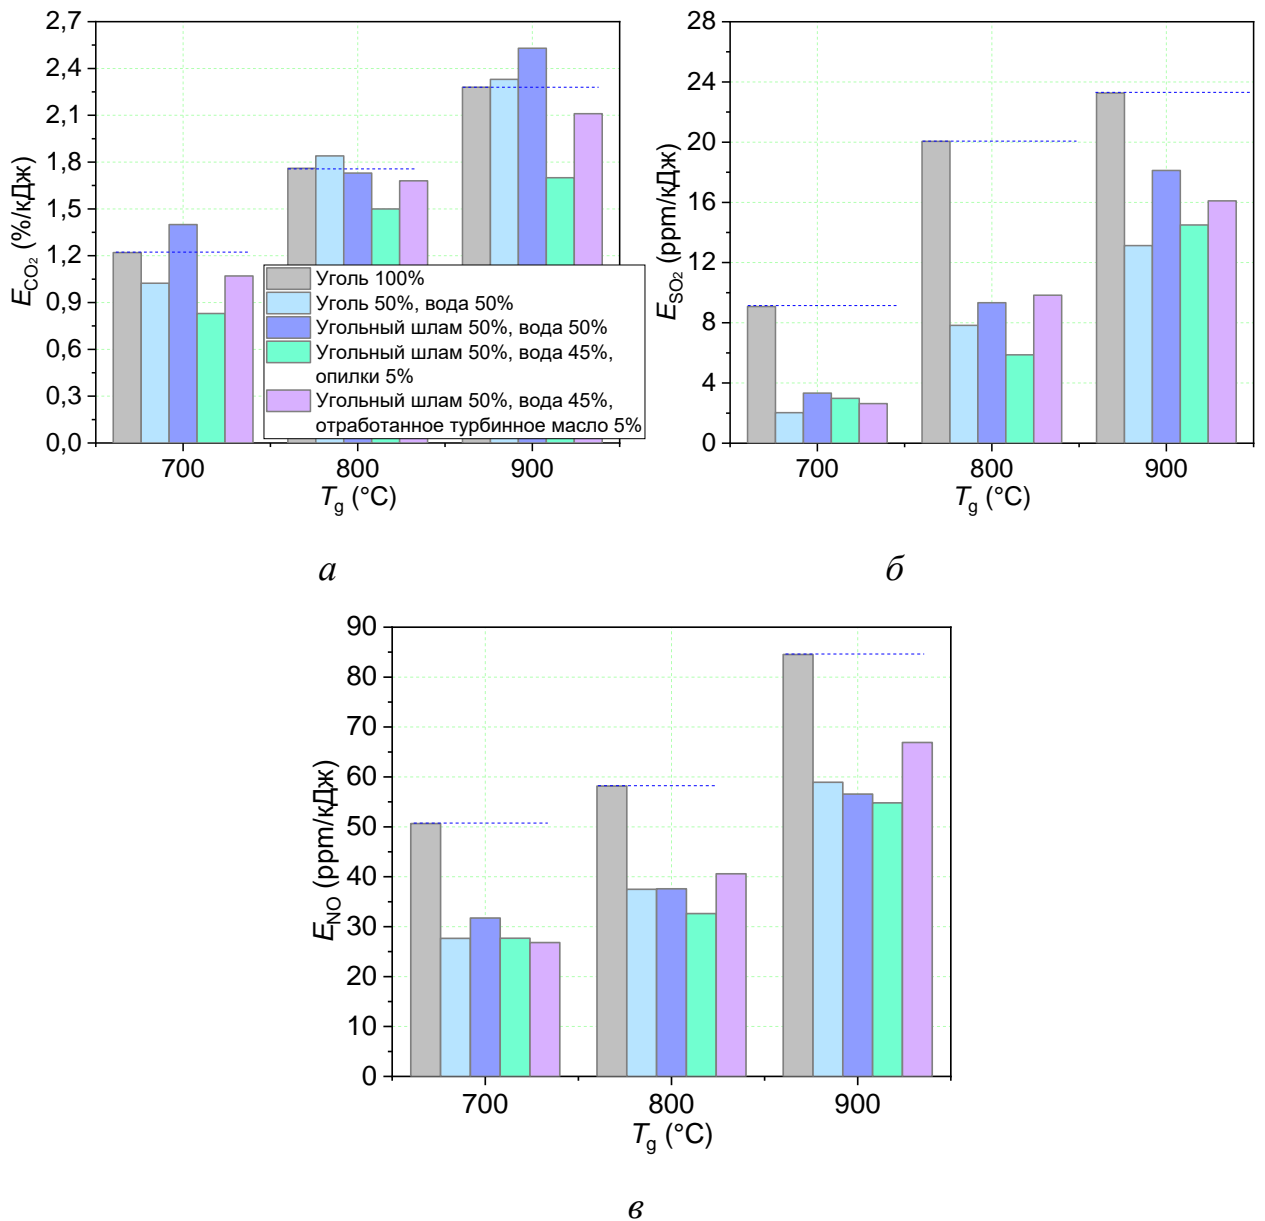 2,7
2,4
2,1
1,8
1,5
1,2
0,9
0,6
0,3
0,0
E_CO₂ (%/кДж)
700 800 900
T_g (°C)
Уголь 100%
Уголь 50%, вода 50%
Угольный шлам 50%, вода 50%
Угольный шлам 50%, вода 45%,
опилки 5%
Угольный шлам 50%, вода 45%,
отработанное турбинное масло 5%
а
28
24
20
16
12
8
4
0
E_SO₂ (ppm/кДж)
700 800 900
T_g (°C)
б
90
80
70
60
50
40
30
20
10
0
E_NO (ppm/кДж)
700 800 900
T_g (°C)
в